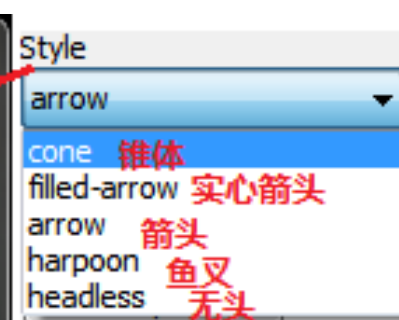 Style
arrow
cone 锥体
filled-arrow 实心箭头
arrow 箭头
harpoon 鱼叉
headless 无头